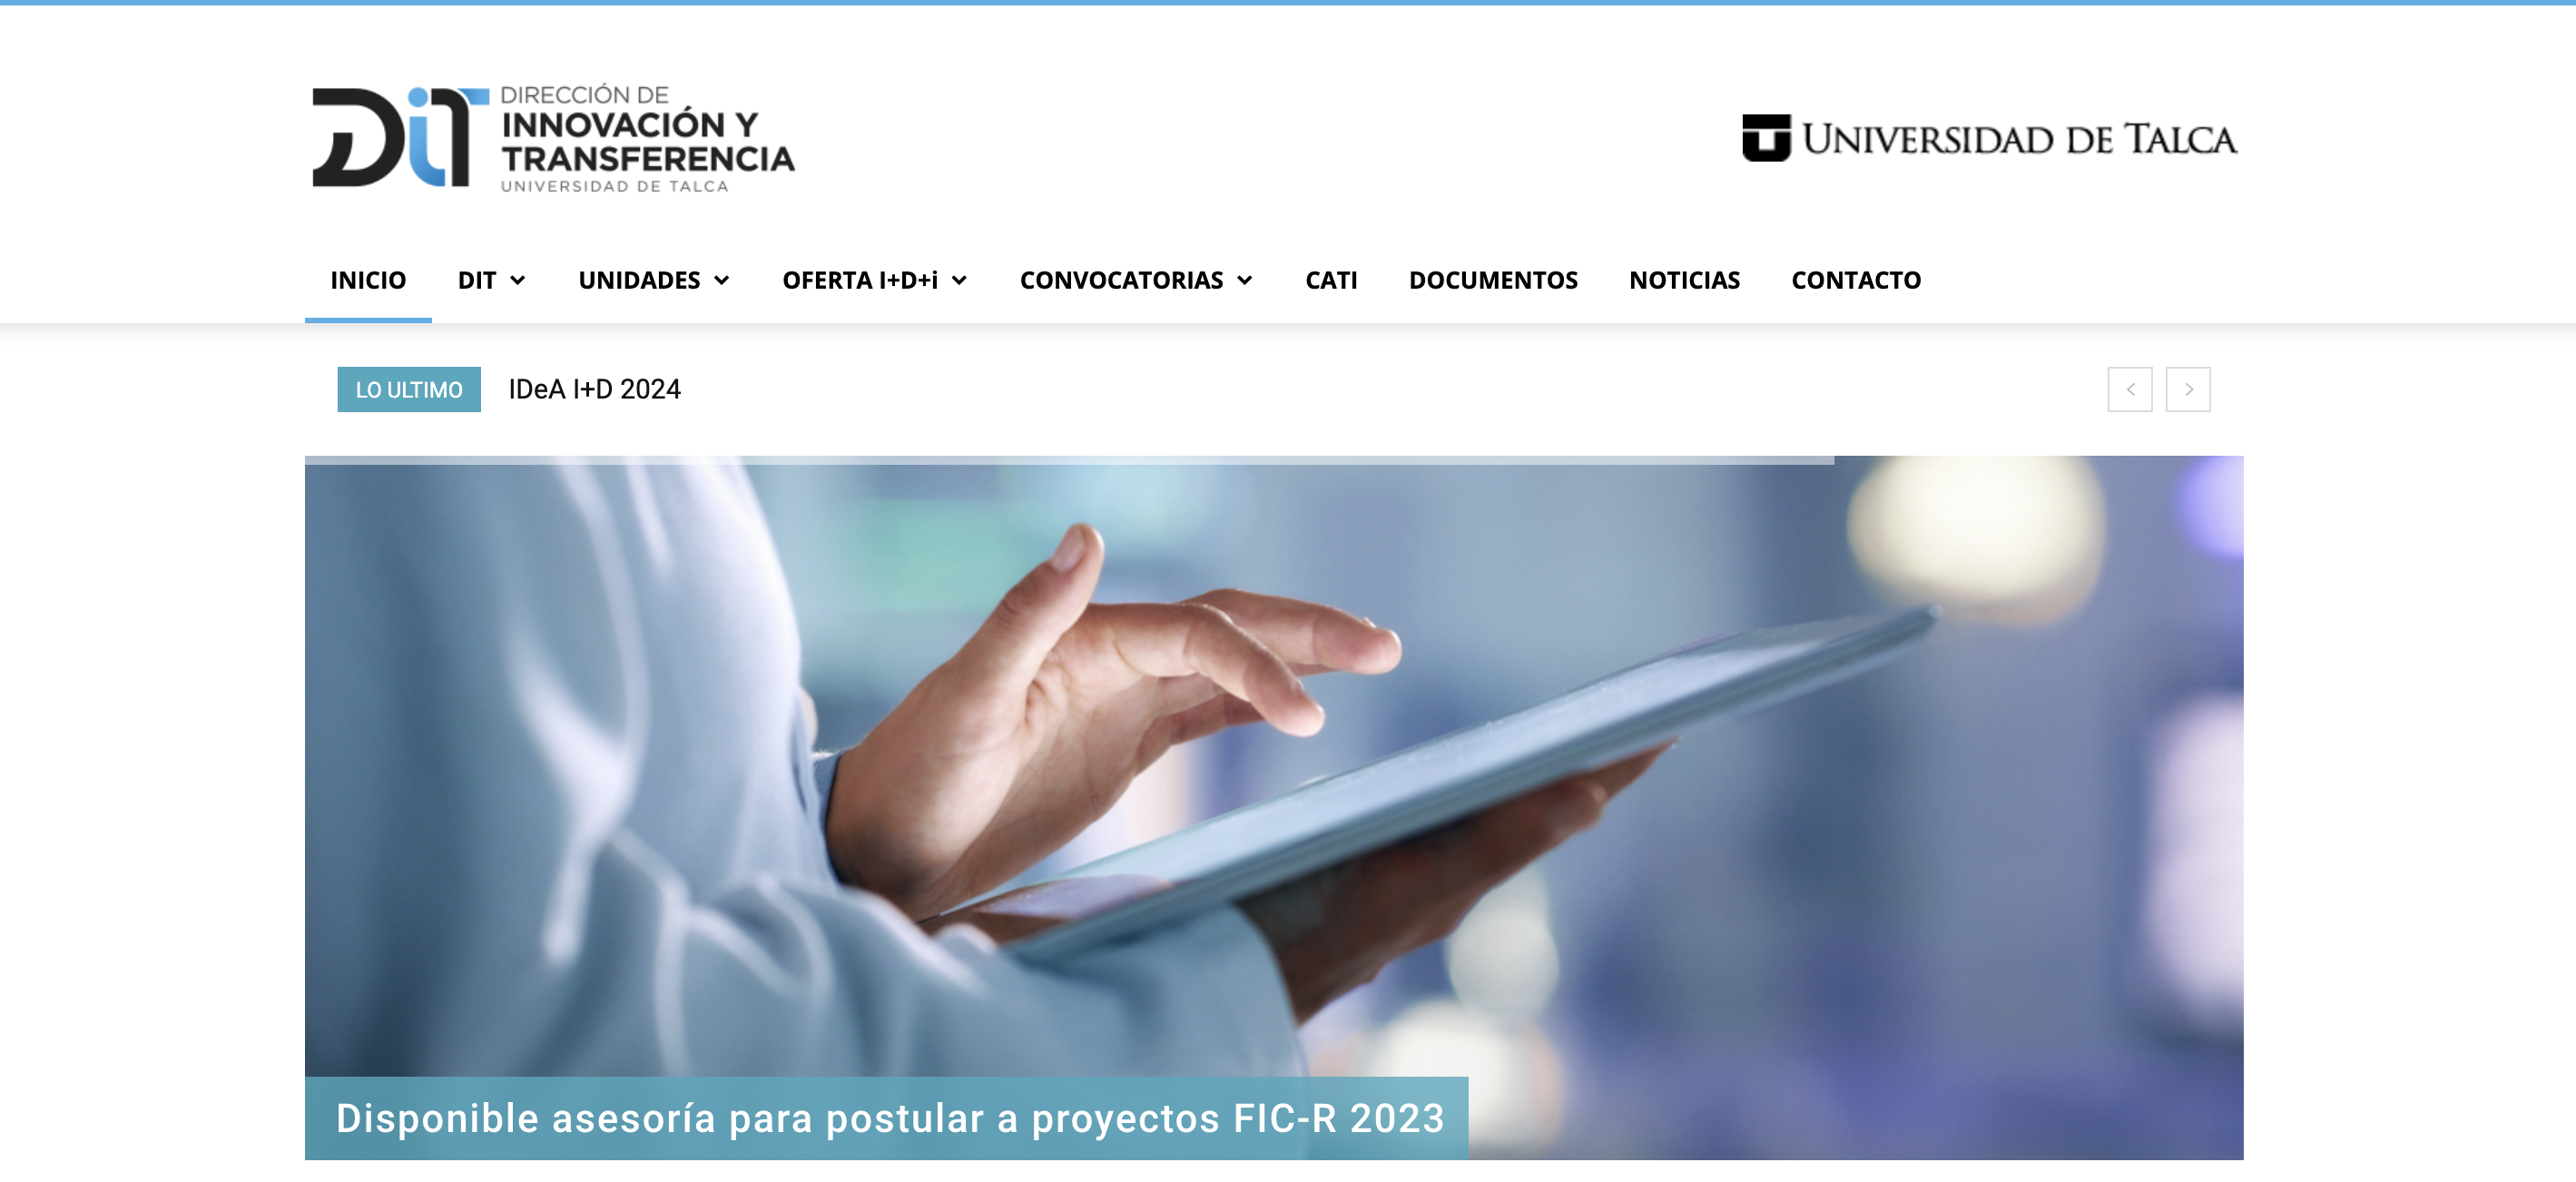 DiT
DIRECCIÓN DE
INNOVACIÓN Y
TRANSFERENCIA
UNIVERSIDAD DE TALCA
UNIVERSIDAD DE TALCA
INICIO DIT UNIDADES OFERTA I+D+i CONVOCATORIAS CATI DOCUMENTOS NOTICIAS CONTACTO
LO ULTIMO IDeA I+D 2024
Disponible asesoría para postular a proyectos FIC-R 2023